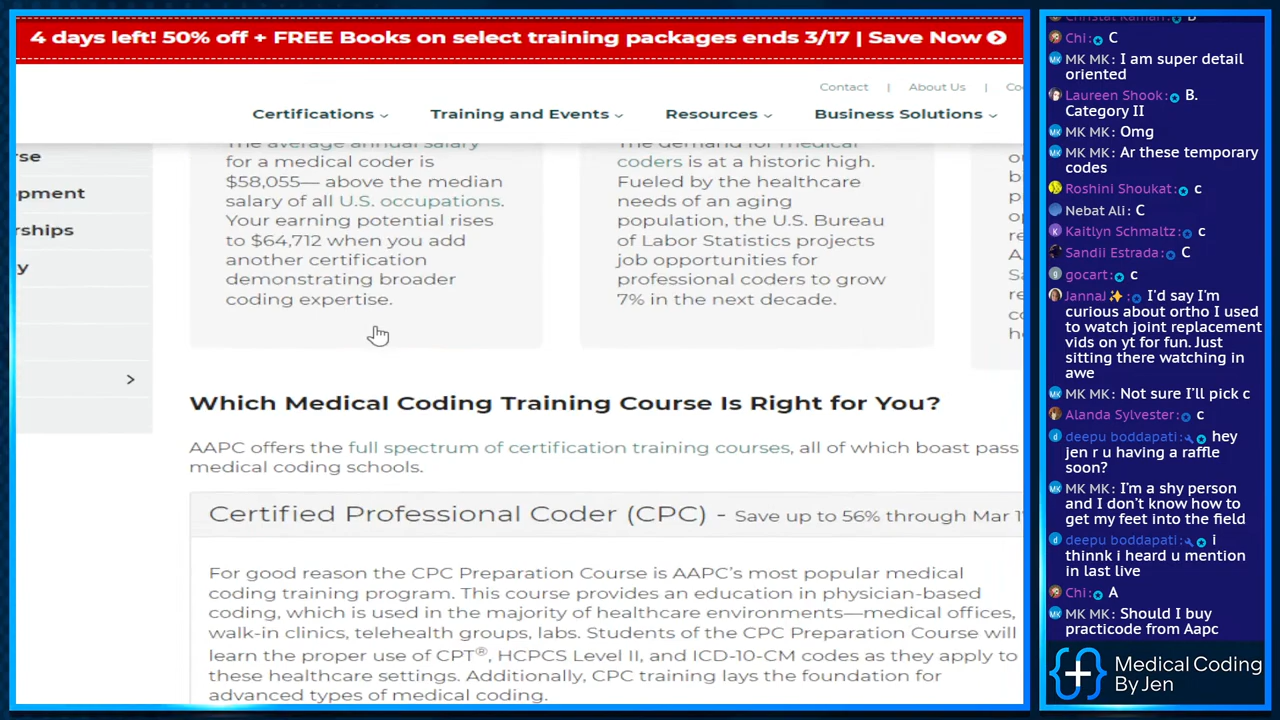 4 days left! 50% off + FREE Books on select training packages ends 3/17 | Save Now
Contact | About Us | Co
Certifications Training and Events Resources Business Solutions
rse
opment
rships
y
The average annual salary
for a medical coder is
$58,055— above the median
salary of all U.S. occupations.
Your earning potential rises
to $64,712 when you add
another certification
demonstrating broader
coding expertise.
The demand for medical
coders is at a historic high.
Fueled by the healthcare
needs of an aging
population, the U.S. Bureau
of Labor Statistics projects
job opportunities for
professional coders to grow
7% in the next decade.
Which Medical Coding Training Course Is Right for You?
AAPC offers the full spectrum of certification training courses, all of which boast pass
medical coding schools.
Certified Professional Coder (CPC) - Save up to 56% through Mar 1
For good reason the CPC Preparation Course is AAPC's most popular medical
coding training program. This course provides an education in physician-based
coding, which is used in the majority of healthcare environments—medical offices,
walk-in clinics, telehealth groups, labs. Students of the CPC Preparation Course will
learn the proper use of CPT®, HCPCS Level II, and ICD-10-CM codes as they apply to
these healthcare settings. Additionally, CPC training lays the foundation for
advanced types of medical coding.
Chi: C
MK MK: I am super detail
oriented
Laureen Shook: B.
Category II
MK MK: Omg
MK MK: Ar these temporary
codes
Roshini Shoukat: c
Nebat Ali: C
Kaitlyn Schmaltz: c
Sandii Estrada: C
gocart: c
JannaJ✨: I'd say I'm
curious about ortho I used
to watch joint replacement
vids on yt for fun. Just
sitting there watching in
awe
MK MK: Not sure I'll pick c
Alanda Sylvester: c
deepu boddapati: hey
jen r u having a raffle
soon?
MK MK: I'm a shy person
and I don't know how to
get my feet into the field
deepu boddapati: i
thinnk i heard u mention
in last live
Chi: A
MK MK: Should I buy
practicode from Aapc
Medical Coding
By Jen